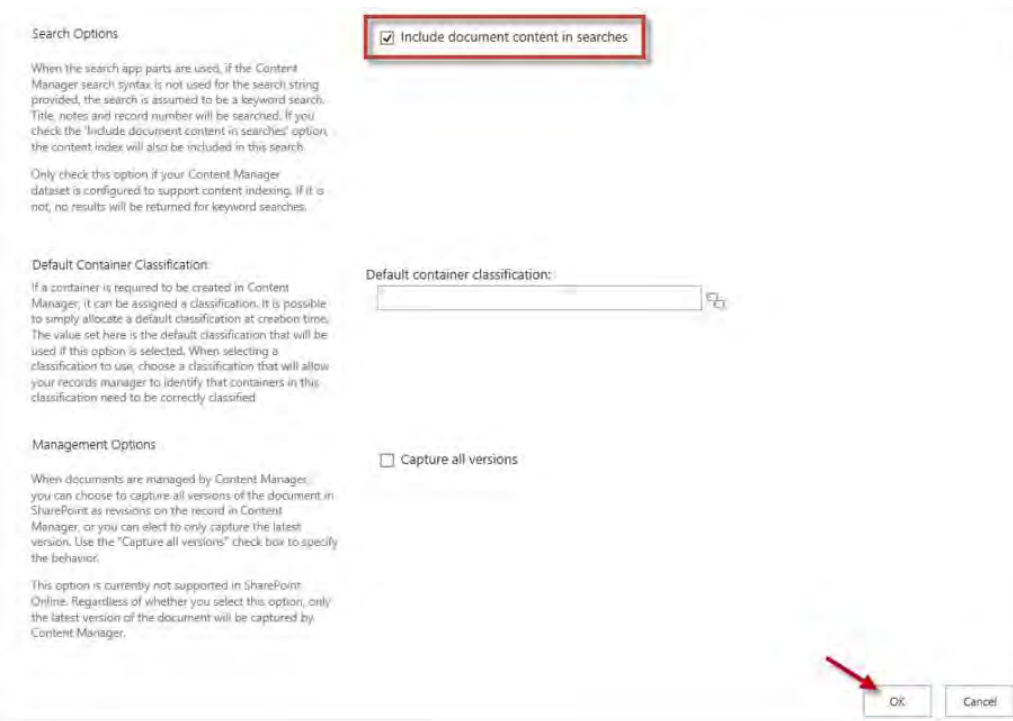 Search Options
Include document content in searches
When the search app parts are used, if the Content
Manager search syntax is not used for the search string
provided, the search is assumed to be a keyword search.
Title, notes and record number will be searched. If you
check the 'Include document content in searches' option,
the content index will also be included in this search.
Only check this option if your Content Manager
dataset is configured to support content indexing. If it is
not, no results will be returned for keyword searches.
Default Container Classification
Default container classification:
If a container is required to be created in Content
Manager, it can be assigned a classification. It is possible
to simply allocate a default classification at creation time.
The value set here is the default classification that will be
used if this option is selected. When selecting a
classification to use, choose a classification that will allow
your records manager to identify that containers in this
classification need to be correctly classified
Management Options
Capture all versions
When documents are managed by Content Manager,
you can choose to capture all versions of the document in
SharePoint as revisions on the record in Content
Manager, or you can elect to only capture the latest
version. Use the "Capture all versions" check box to specify
the behavior.
This option is currently not supported in SharePoint
Online. Regardless of whether you select this option, only
the latest version of the document will be captured by
Content Manager.
OK
Cancel